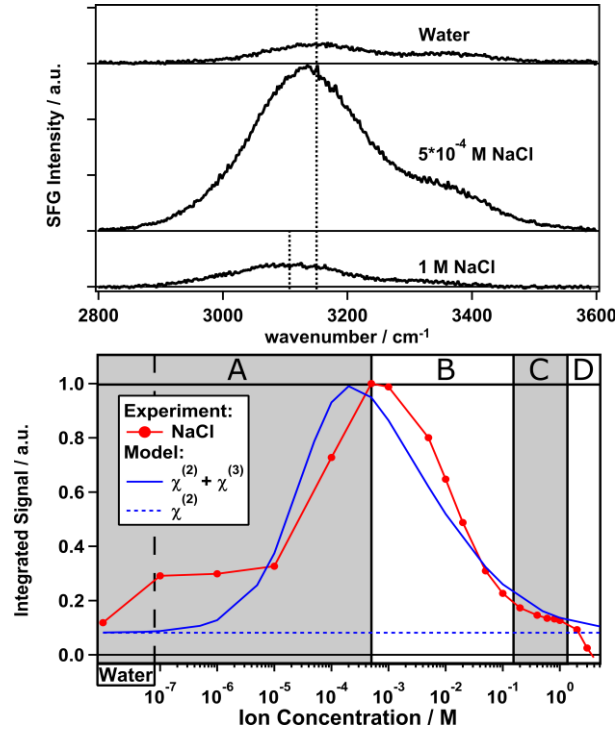 Water
5*10⁻⁴ M NaCl
1 M NaCl
SFG Intensity / a.u.
2800 3000 3200 3400 3600
wavenumber / cm⁻¹
A B C D
1.0
0.8
0.6
0.4
0.2
0.0
Integrated Signal / a.u.
Experiment:
NaCl
Model:
χ⁽²⁾ + χ⁽³⁾
χ⁽²⁾
Water
10⁻⁷ 10⁻⁶ 10⁻⁵ 10⁻⁴ 10⁻³ 10⁻² 10⁻¹ 10⁰
Ion Concentration / M